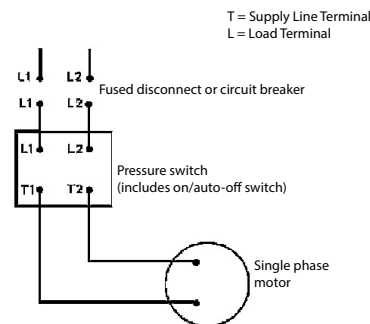 T = Supply Line Terminal
L = Load Terminal
L1 L2
Fused disconnect or circuit breaker
L1 L2
L1 L2
Pressure switch
(includes on/auto-off switch)
T1 T2
Single phase
motor